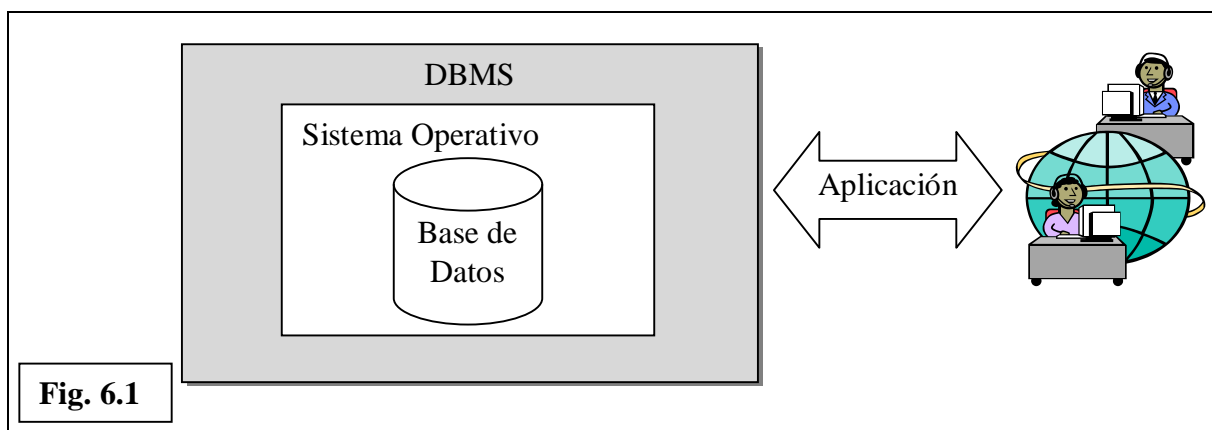 DBMS
Sistema Operativo
Base de
Datos
Aplicación
Fig. 6.1